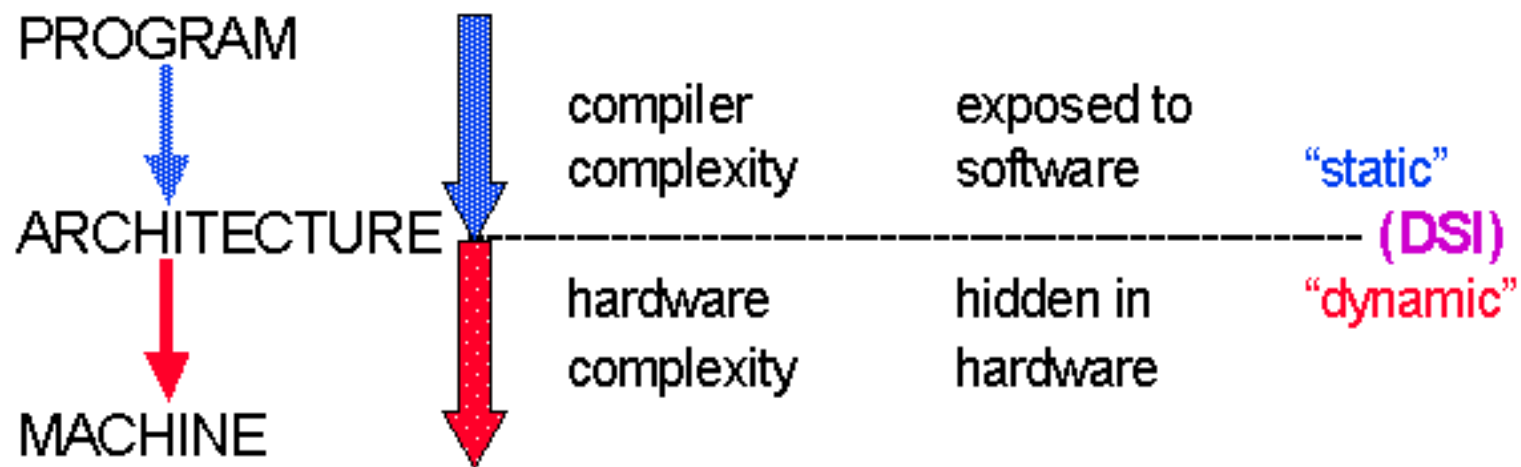 PROGRAM
compiler exposed to
complexity software “static”
ARCHITECTURE (DSI)
hardware hidden in “dynamic”
complexity hardware
MACHINE